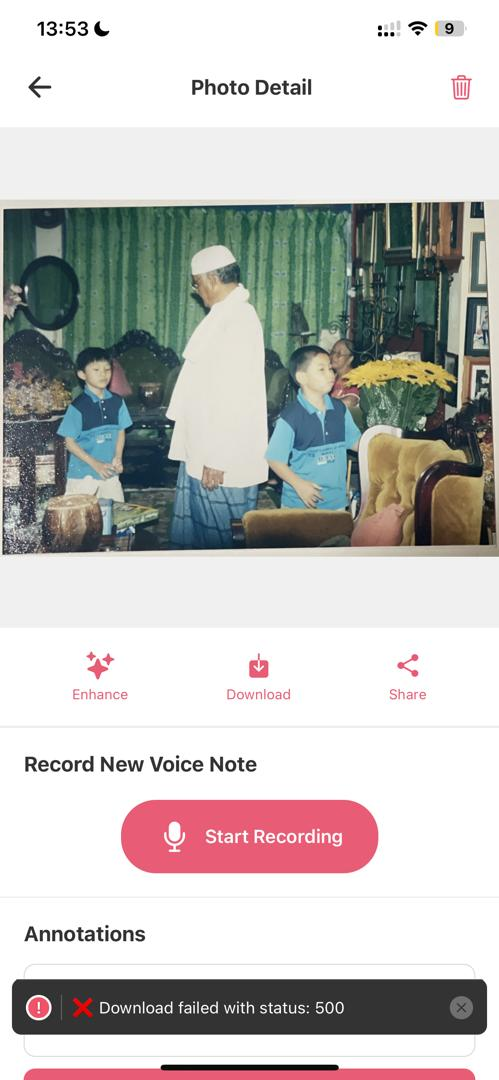 13:53
9
Photo Detail
Enhance
Download
Share
Record New Voice Note
Start Recording
Annotations
! ❌ Download failed with status: 500